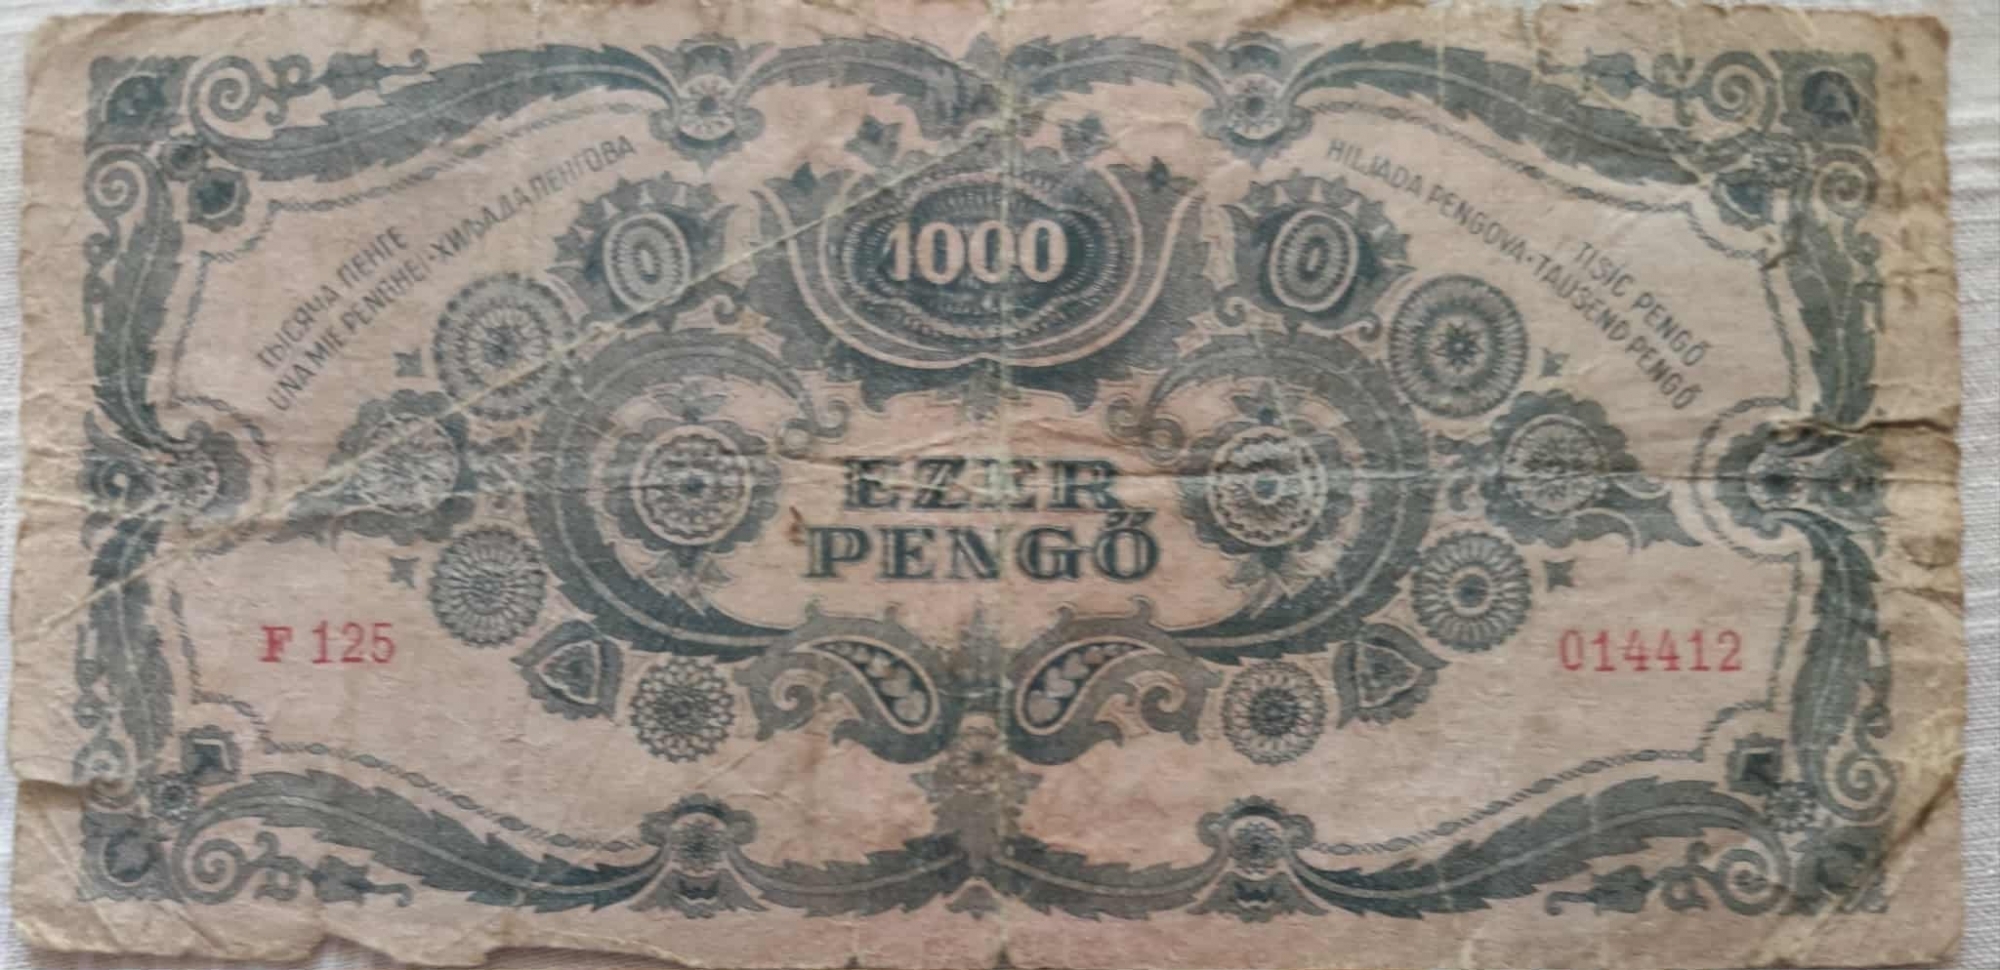 ТЫСЯЧА ПЕНГЕ
UNA MIE PENGHEI·ХИЉАДА ПЕНГОВА
1000
HILJADA PENGOVA·TAUSEND PENGŐ
TISÍC PENGŐ
EZER
PENGŐ
F 125
014412